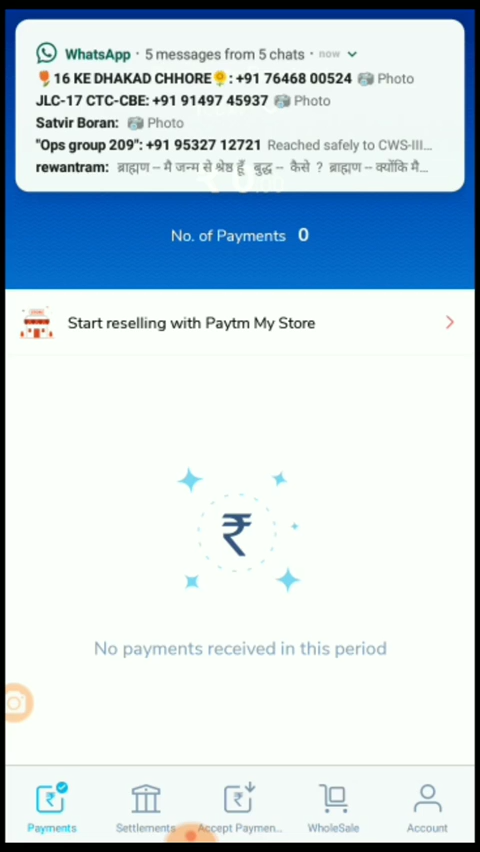 WhatsApp · 5 messages from 5 chats · now
🌷16 KE DHAKAD CHHORE🌻: +91 76468 00524 📷 Photo
JLC-17 CTC-CBE: +91 91497 45937 📷 Photo
Satvir Boran: 📷 Photo
"Ops group 209": +91 95327 12721 Reached safely to CWS-III...
rewantram: ब्राह्मण -- मै जन्म से श्रेष्ठ हूँ बुद्ध -- कैसे ? ब्राह्मण -- क्योंकि मै...
No. of Payments 0
Start reselling with Paytm My Store
₹
No payments received in this period
Payments Settlements Accept Paymen... WholeSale Account